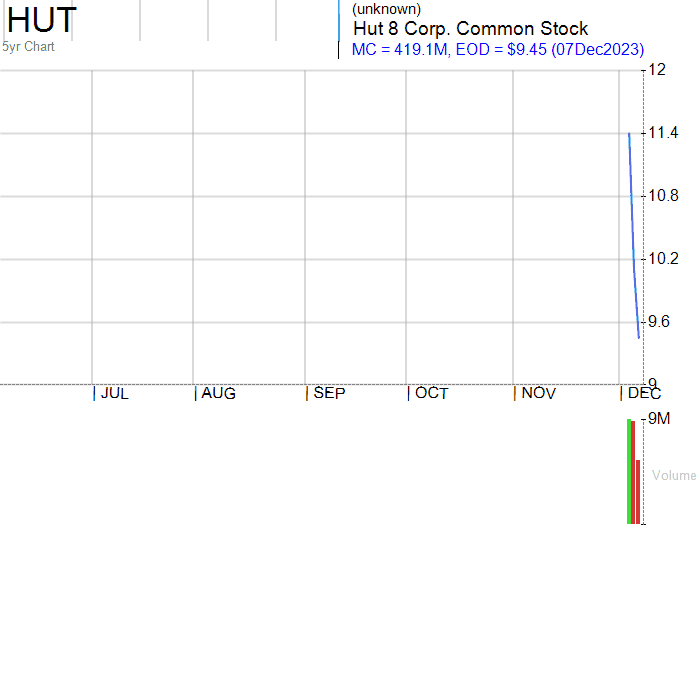 HUT
5yr Chart
(unknown)
Hut 8 Corp. Common Stock
MC = 419.1M, EOD = $9.45 (07Dec2023)
12
11.4
10.8
10.2
9.6
9
JUL
AUG
SEP
OCT
NOV
DEC
9M
Volume